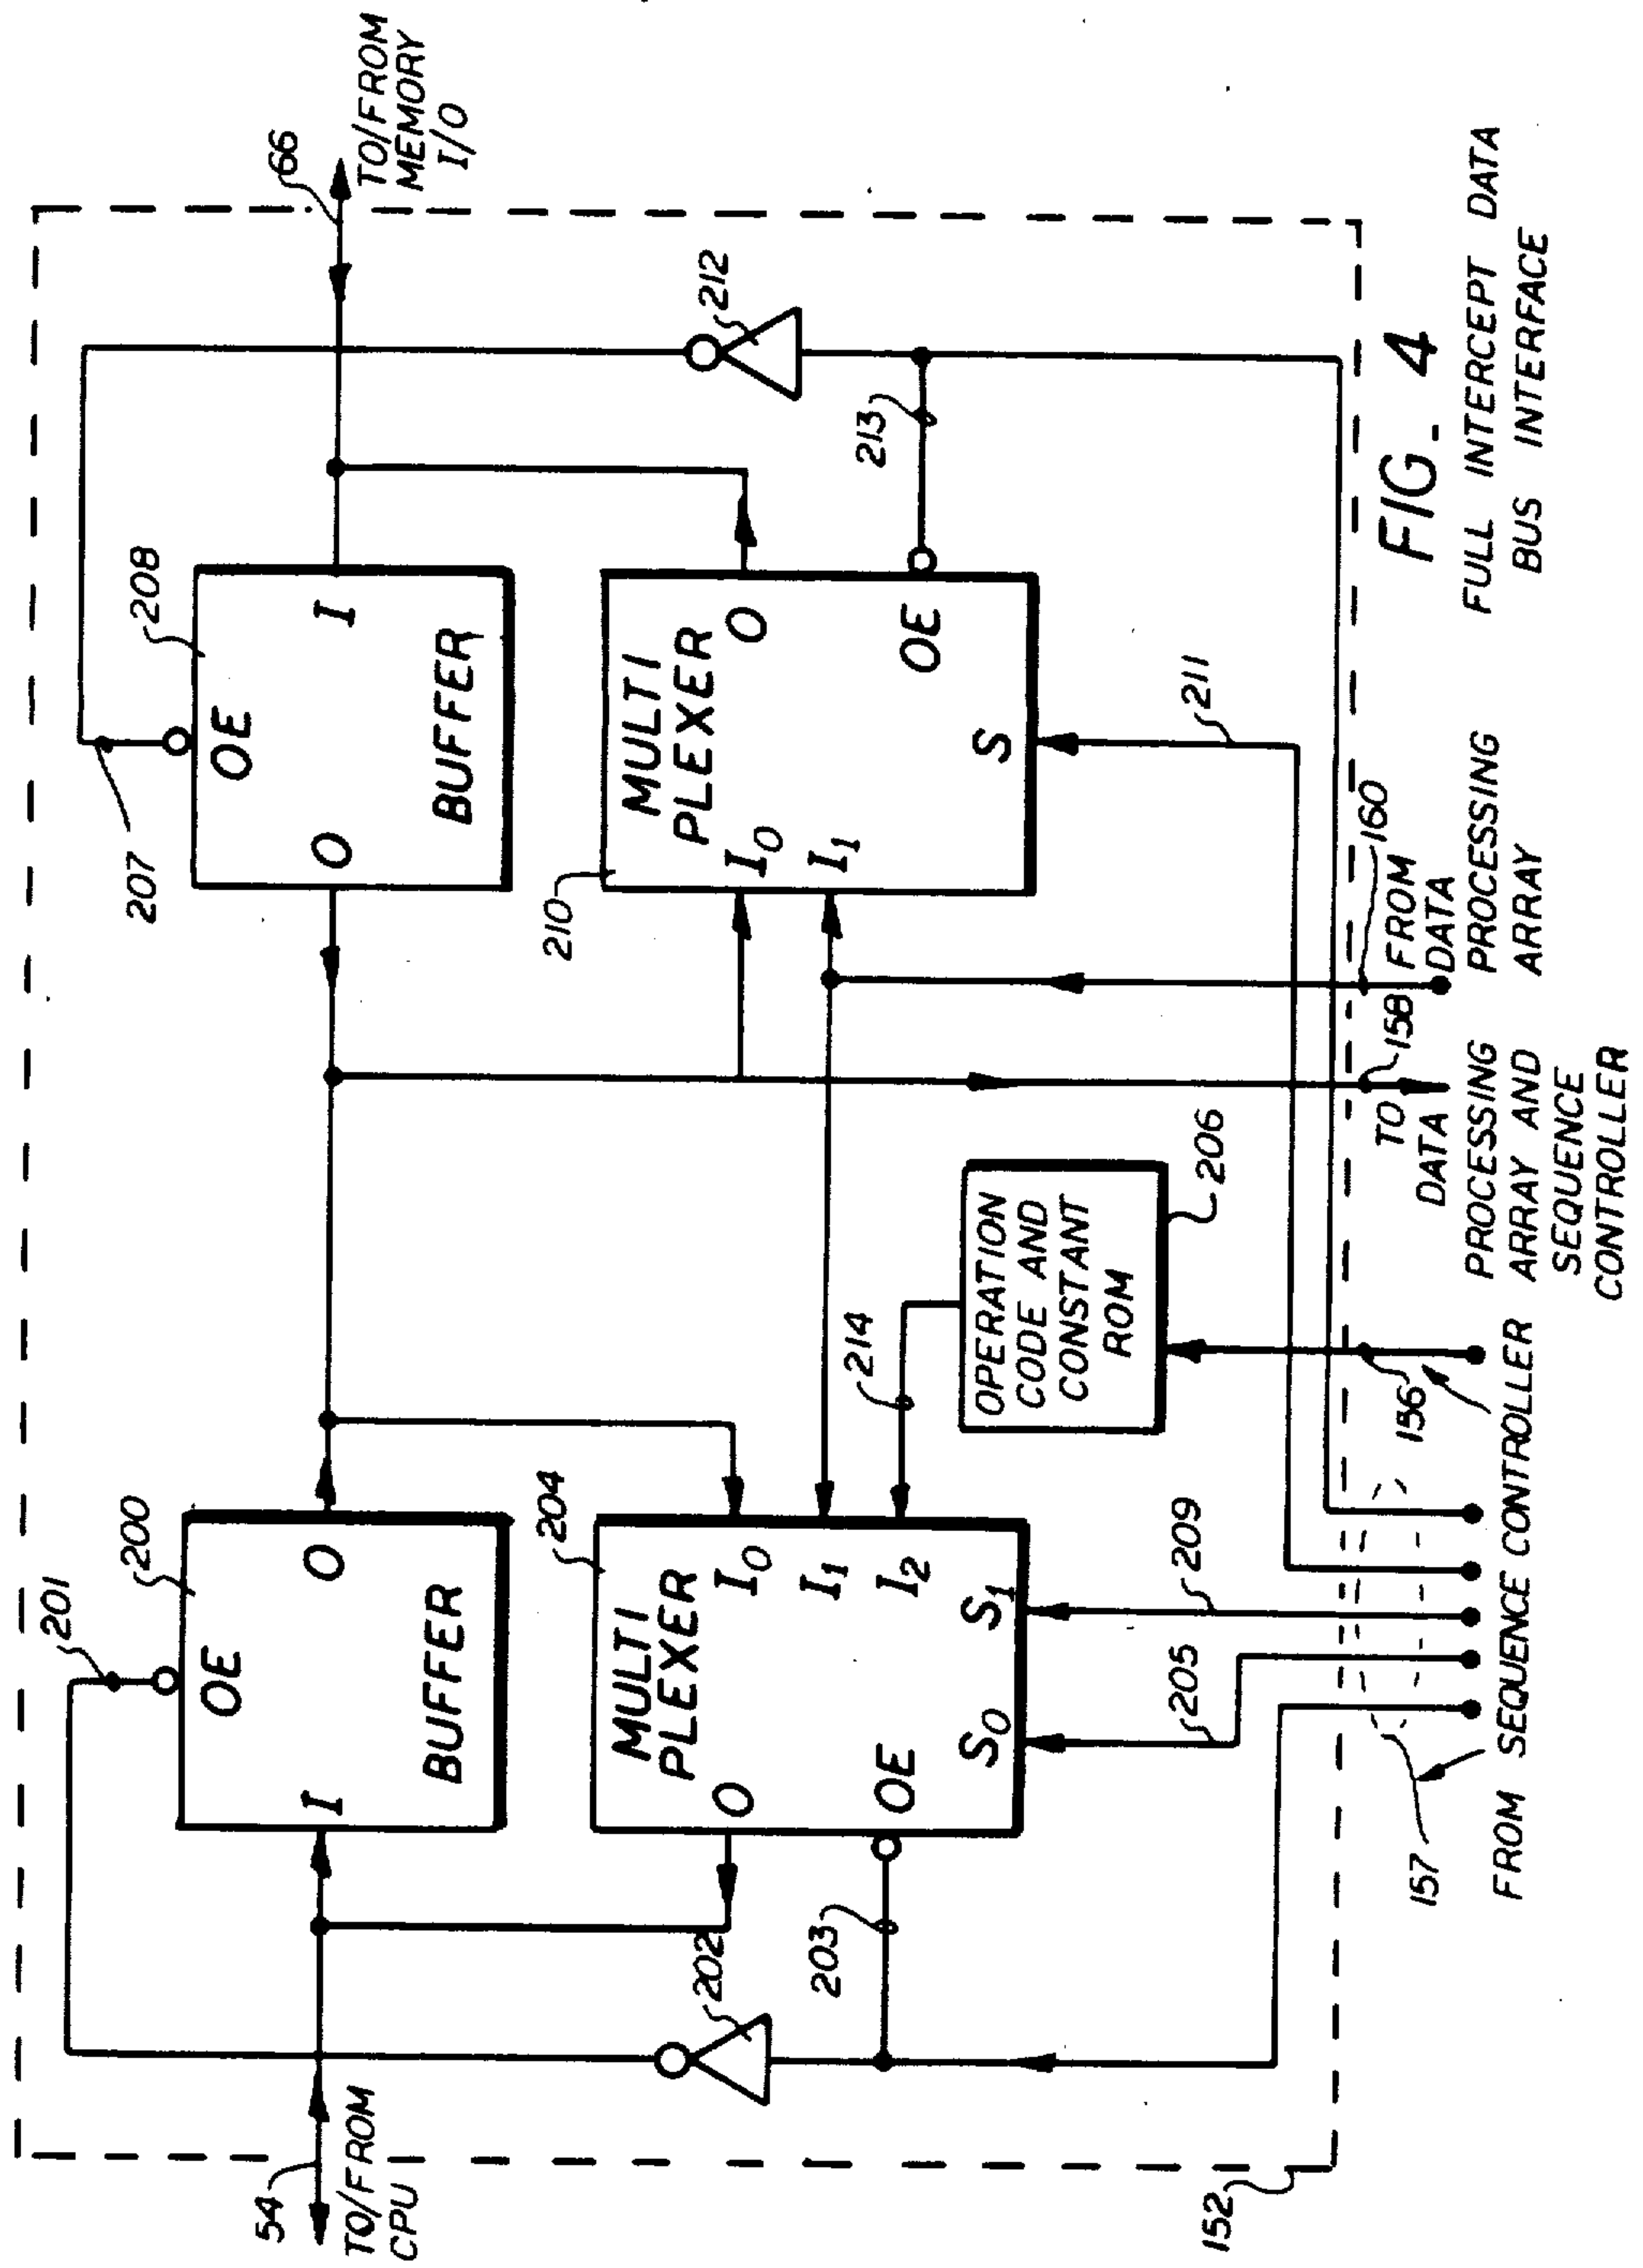 201
200
OE
I
O
BUFFER
54
TO/FROM
CPU
202
204
MULTI
PLEXER
O
I0
I1
I2
OE
S0
S1
203
205
209
214
OPERATION
CODE AND
CONSTANT
ROM
206
207
208
OE
O
I
BUFFER
66
TO/FROM
MEMORY
I/O
210
MULTI
PLEXER
I0
I1
O
OE
S
211
212
213
152
157
156
158
160
FROM SEQUENCE CONTROLLER
TO
DATA
PROCESSING
ARRAY AND
SEQUENCE
CONTROLLER
FROM
DATA
PROCESSING
ARRAY
FIG_ 4
FULL INTERCEPT DATA
BUS INTERFACE